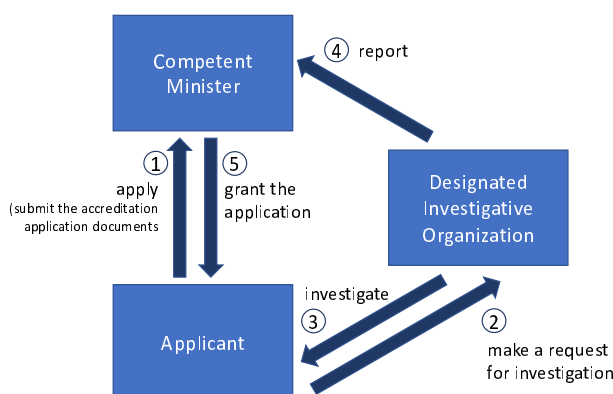 Competent
Minister
④ report
①
apply
(submit the accreditation
application documents
⑤
grant the
application
Designated
Investigative
Organization
investigate
③
Applicant
②
make a request
for investigation